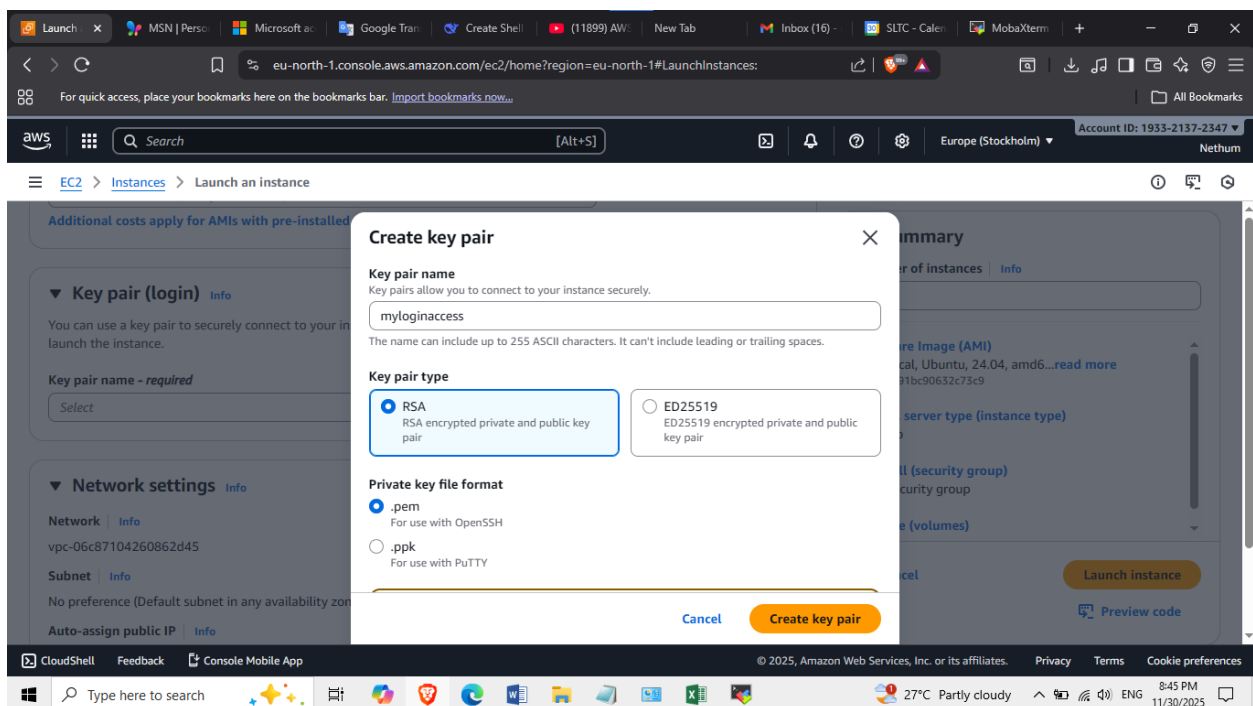 Launch
MSN | Perso
Microsoft ac
Google Tran
Create Shell
(11899) AWS
New Tab
Inbox (16) -
SLTC - Calen
MobaXterm
eu-north-1.console.aws.amazon.com/ec2/home?region=eu-north-1#LaunchInstances:
For quick access, place your bookmarks here on the bookmarks bar. Import bookmarks now...
All Bookmarks
aws
Search
[Alt+S]
Europe (Stockholm)
Account ID: 1933-2137-2347
Nethum
EC2 > Instances > Launch an instance
Additional costs apply for AMIs with pre-installed
Key pair (login) Info
You can use a key pair to securely connect to your in
launch the instance.
Key pair name - required
Select
Network settings Info
Network Info
vpc-06c87104260862d45
Subnet Info
No preference (Default subnet in any availability zon
Auto-assign public IP Info
Create key pair
Key pair name
Key pairs allow you to connect to your instance securely.
myloginaccess
The name can include up to 255 ASCII characters. It can't include leading or trailing spaces.
Key pair type
RSA
RSA encrypted private and public key
pair
ED25519
ED25519 encrypted private and public
key pair
Private key file format
.pem
For use with OpenSSH
.ppk
For use with PuTTY
Cancel
Create key pair
mmary
r of instances Info
re Image (AMI)
cal, Ubuntu, 24.04, amd6...read more
91bc90632c73c9
server type (instance type)
ll (security group)
curity group
e (volumes)
cel
Launch instance
Preview code
CloudShell
Feedback
Console Mobile App
© 2025, Amazon Web Services, Inc. or its affiliates.
Privacy
Terms
Cookie preferences
Type here to search
27°C Partly cloudy
ENG
8:45 PM
11/30/2025